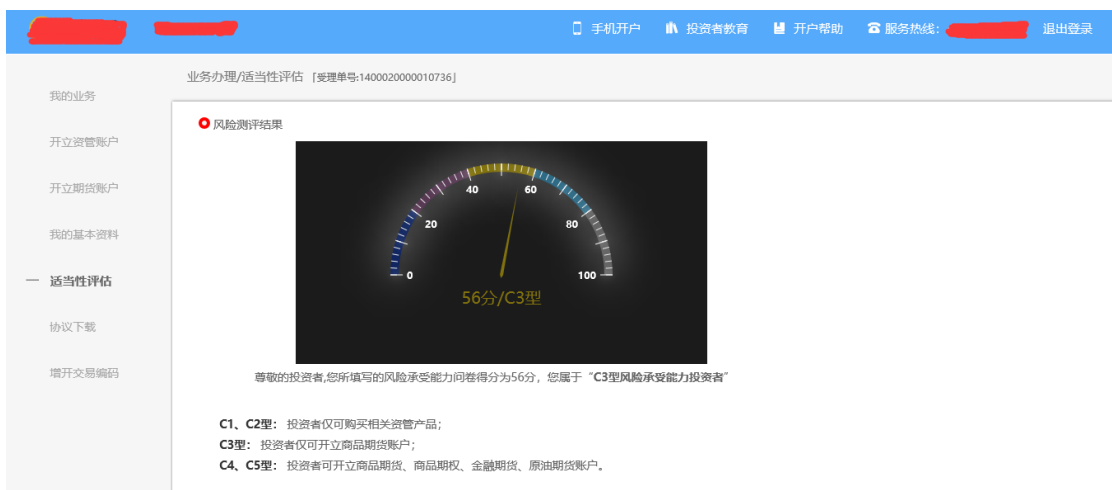 手机开户 投资者教育 开户帮助 服务热线: 退出登录
业务办理/适当性评估 「受理单号:1400020000010736」
我的业务
开立资管账户
开立期货账户
我的基本资料
适当性评估
协议下载
增开交易编码
风险测评结果
0
20
40
60
80
100
56分/C3型
尊敬的投资者,您所填写的风险承受能力问卷得分为56分，您属于“C3型风险承受能力投资者”
C1、C2型： 投资者仅可购买相关资管产品；
C3型： 投资者仅可开立商品期货账户；
C4、C5型： 投资者可开立商品期货、商品期权、金融期货、原油期货账户。